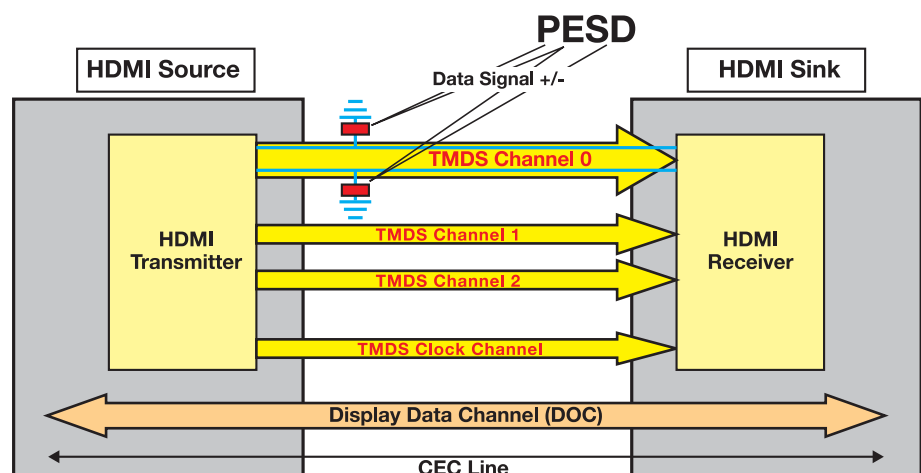 PESD
HDMI Source
HDMI Sink
Data Signal +/-
TMDS Channel 0
TMDS Channel 1
TMDS Channel 2
TMDS Clock Channel
HDMI
Transmitter
HDMI
Receiver
Display Data Channel (DOC)
CEC Line